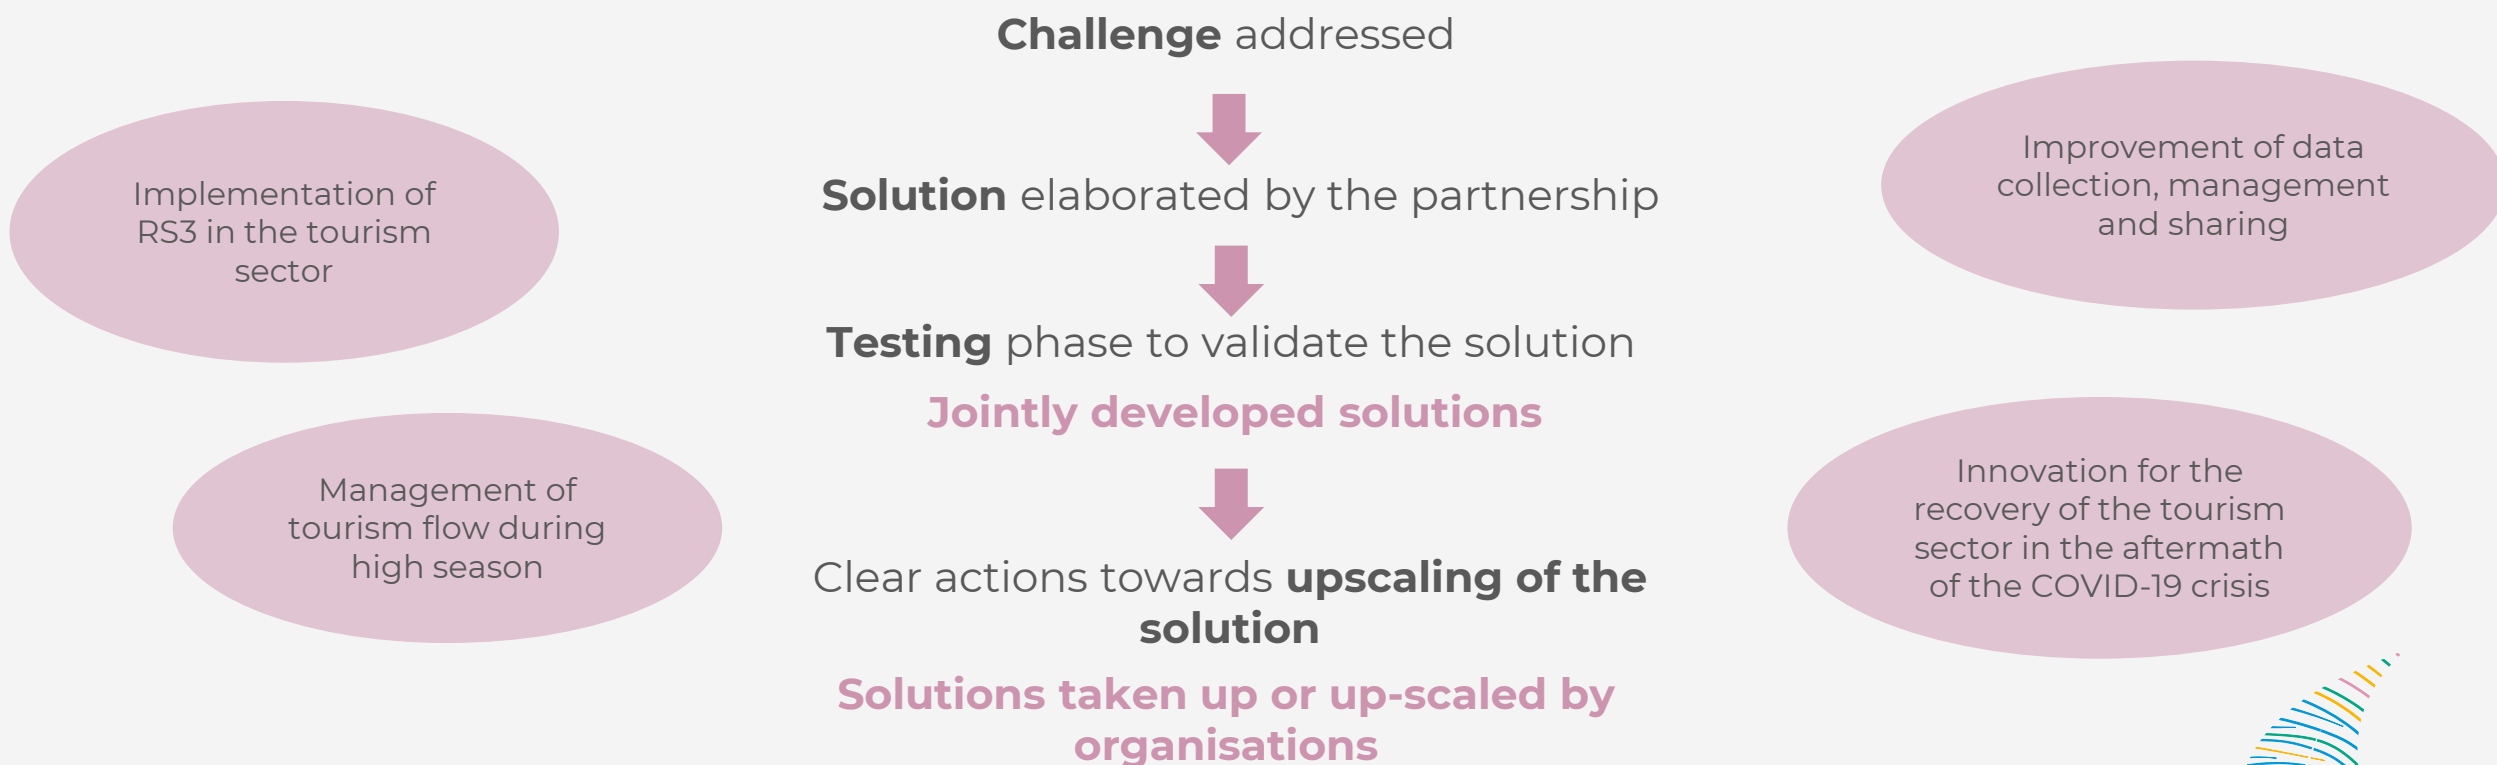 Challenge addressed
Solution elaborated by the partnership
Testing phase to validate the solution
Jointly developed solutions
Clear actions towards upscaling of the
solution
Solutions taken up or up-scaled by
organisations
Implementation of
RS3 in the tourism
sector
Management of
tourism flow during
high season
Improvement of data
collection, management
and sharing
Innovation for the
recovery of the tourism
sector in the aftermath
of the COVID-19 crisis